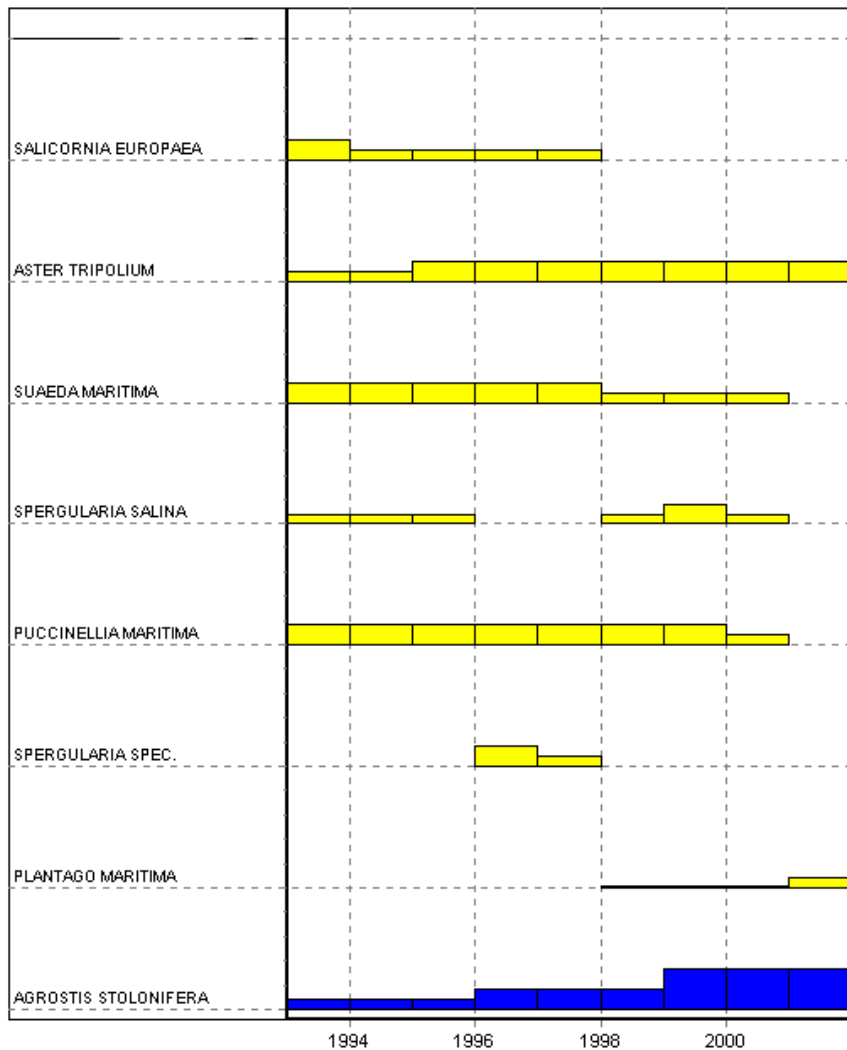 SALICORNIA EUROPAEA
ASTER TRIPOLIUM
SUAEDA MARITIMA
SPERGULARIA SALINA
PUCCINELLIA MARITIMA
SPERGULARIA SPEC.
PLANTAGO MARITIMA
AGROSTIS STOLONIFERA
1994 1996 1998 2000